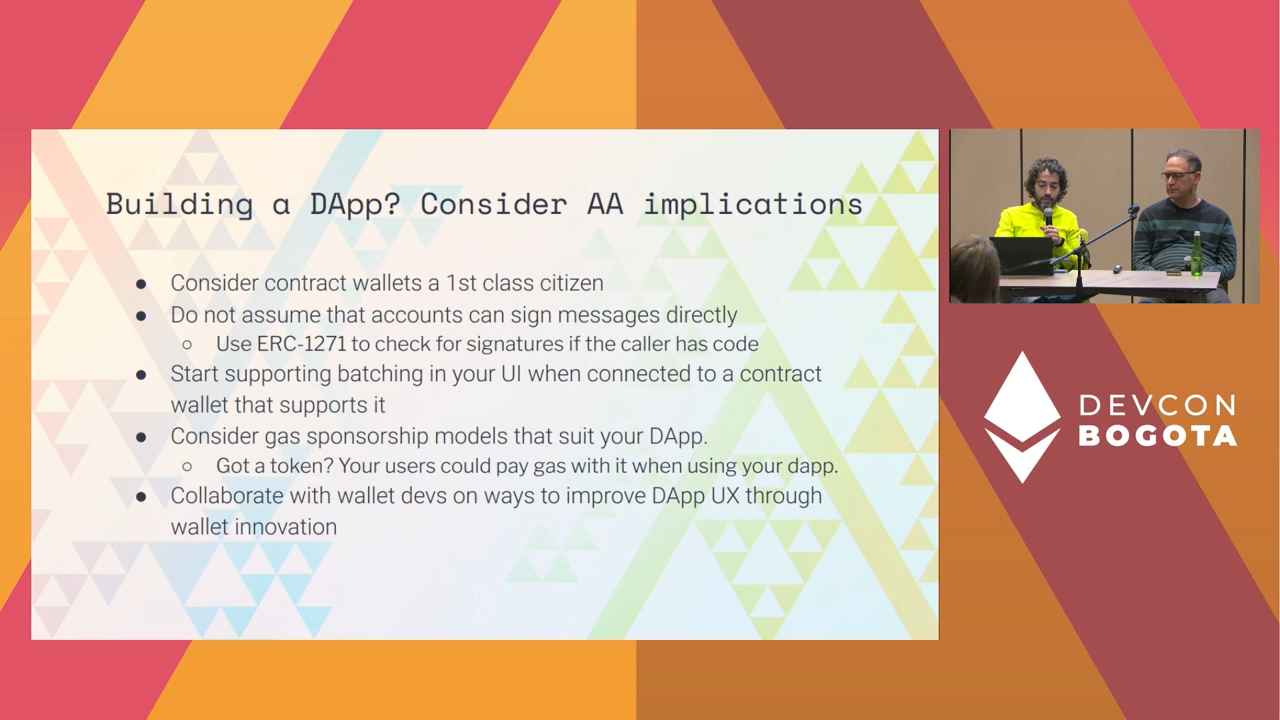 Building a DApp? Consider AA implications
● Consider contract wallets a 1st class citizen
● Do not assume that accounts can sign messages directly
○ Use ERC-1271 to check for signatures if the caller has code
● Start supporting batching in your UI when connected to a contract
wallet that supports it
● Consider gas sponsorship models that suit your DApp.
○ Got a token? Your users could pay gas with it when using your dapp.
● Collaborate with wallet devs on ways to improve DApp UX through
wallet innovation
DEVCON
BOGOTA